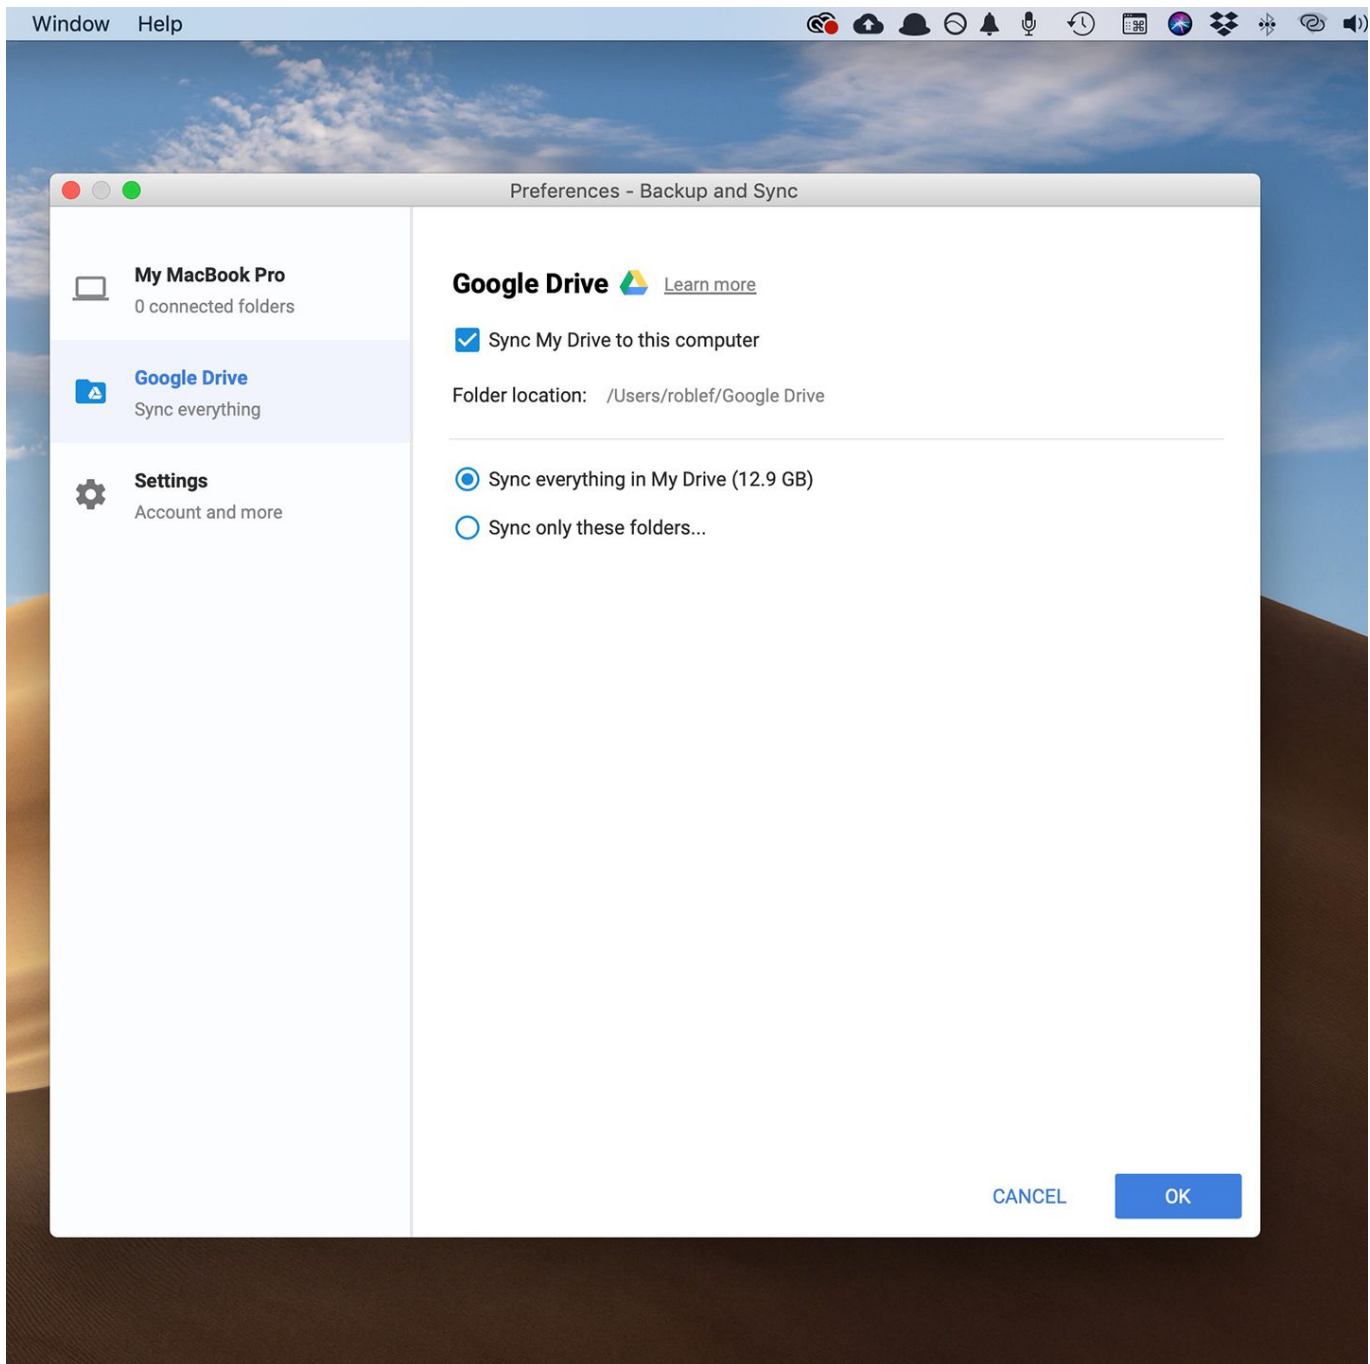 Window Help
Preferences - Backup and Sync
My MacBook Pro
0 connected folders
Google Drive
Sync everything
Settings
Account and more
Google Drive Learn more
Sync My Drive to this computer
Folder location: /Users/roblef/Google Drive
Sync everything in My Drive (12.9 GB)
Sync only these folders...
CANCEL OK